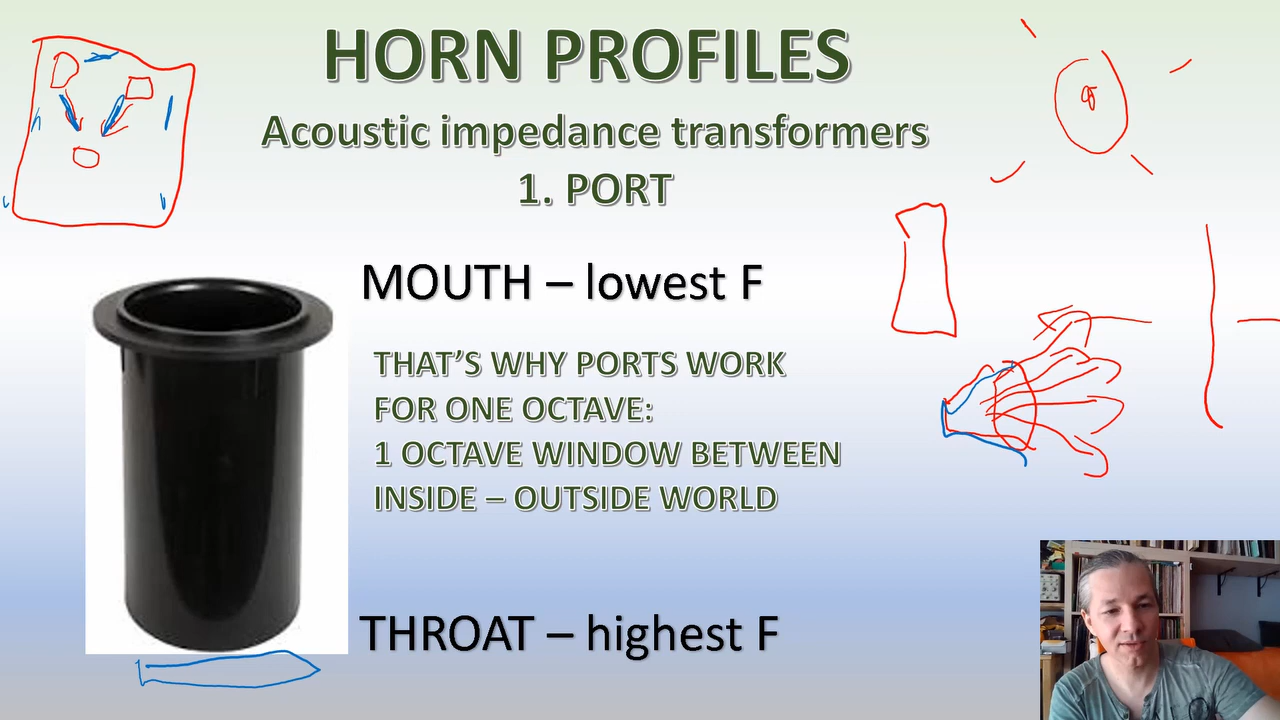 HORN PROFILES
Acoustic impedance transformers
1. PORT
MOUTH – lowest F
THAT'S WHY PORTS WORK
FOR ONE OCTAVE:
1 OCTAVE WINDOW BETWEEN
INSIDE – OUTSIDE WORLD
THROAT – highest F